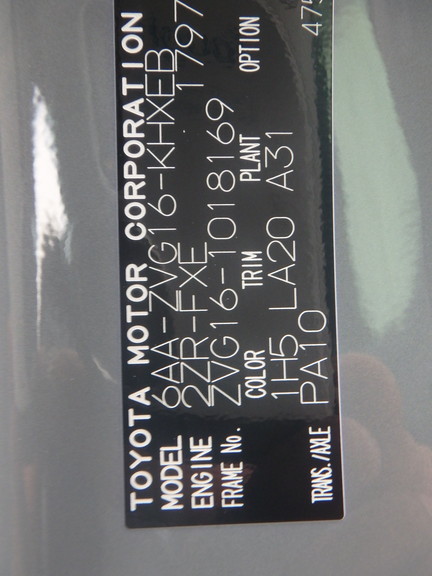 TOYOTA MOTOR CORPORATION
MODEL 6AA-ZVG16-KHXEB
ENGINE 2ZR-FXE 1797
FRAME No. ZVG16-1018169
COLOR TRIM PLANT OPTION
1H5 LA20 A31
TRANS./AXLE PA10